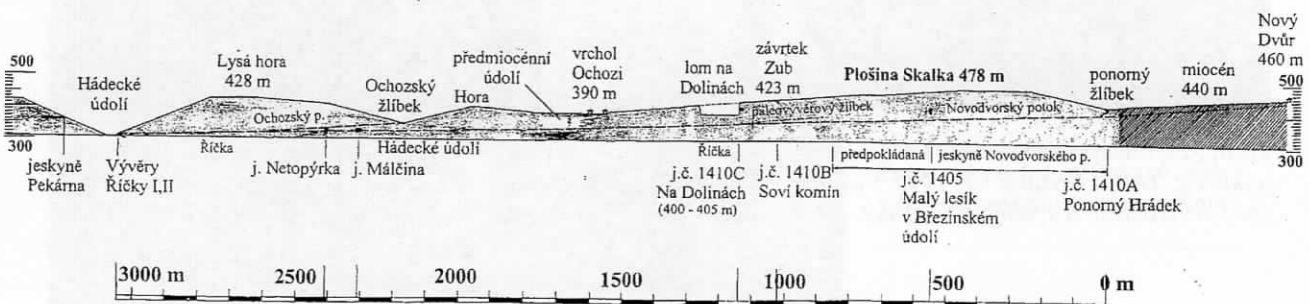 500
300
Hádecké
údolí
Lysá hora
428 m
Ochozský
žlíbek
předmiocénní
údolí
Hora
vrchol
Ochozi
390 m
lom na
Dolinách
závrtek
Zub
423 m
Plošina Skalka 478 m
ponorný
žlíbek
miocén
440 m
Nový
Dvůr
460 m
500
300
Ochozský p.
paleovývěrový žlíbek
Novodvorský potok
Říčka
Hádecké údolí
Říčka
předpokládaná
jeskyně Novodvorského p.
jeskyně
Pekárna
Vývěry
Říčky I,II
j. Netopýrka
j. Málčina
j.č. 1410C
Na Dolinách
(400 - 405 m)
j.č. 1410B
Soví komín
j.č. 1405
Malý lesík
v Březinském
údolí
j.č. 1410A
Ponorný Hrádek
3000 m
2500
2000
1500
1000
500
0 m